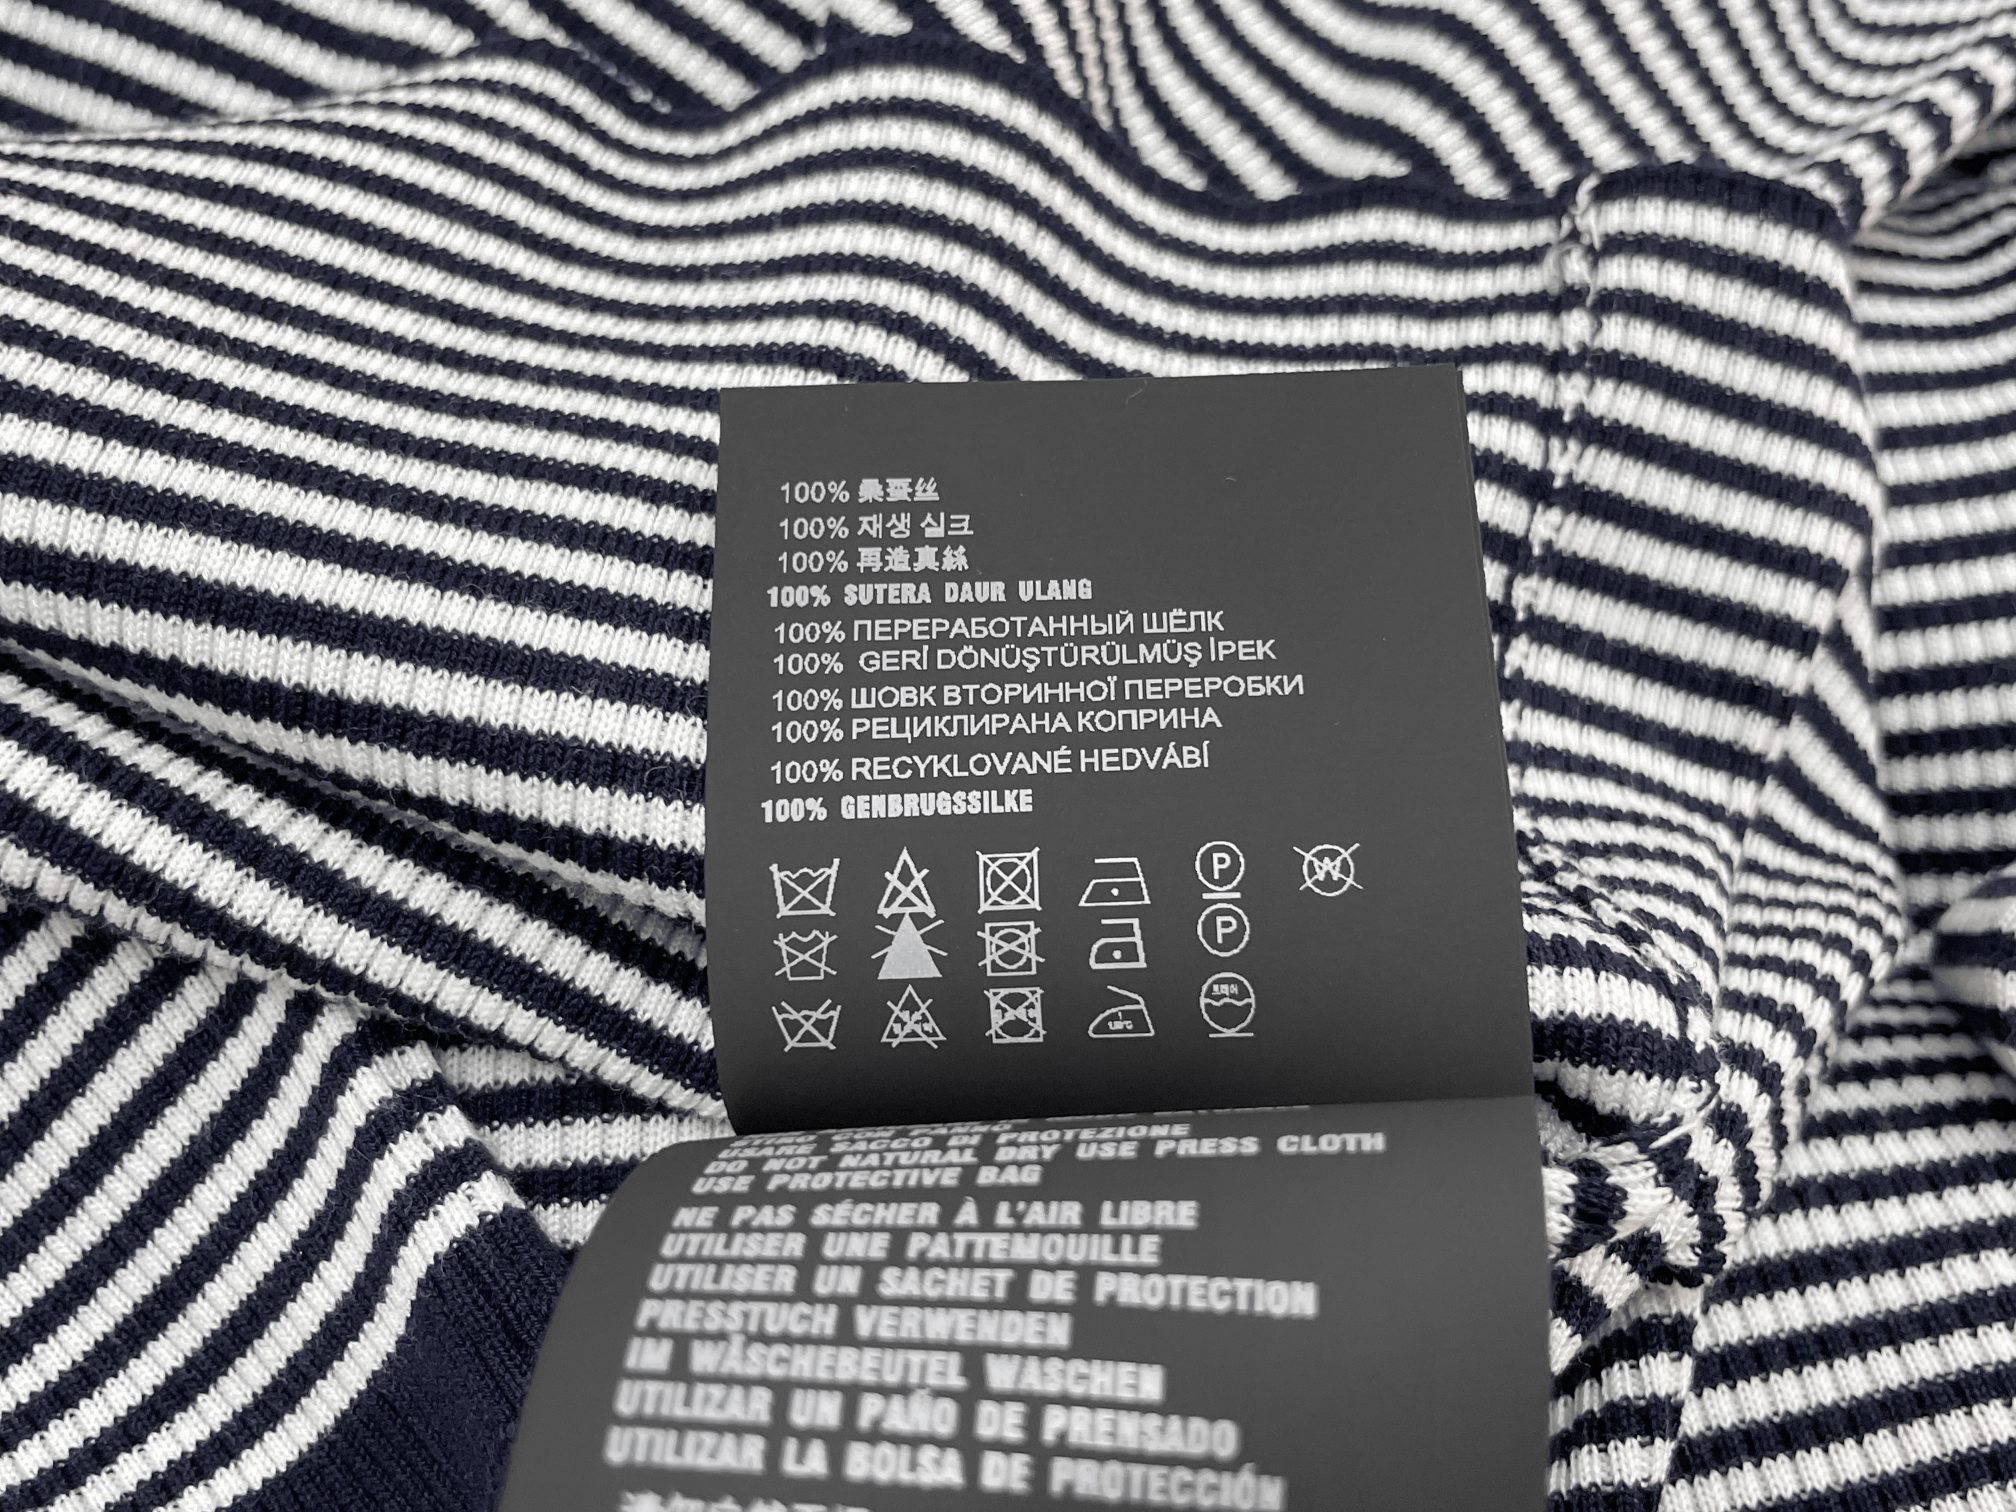 100% 桑蚕丝
100% 재생 실크
100% 再造真絲
100% SUTERA DAUR ULANG
100% ПЕРЕРАБОТАННЫЙ ШЁЛК
100% GERİ DÖNÜŞTÜRÜLMÜŞ İPEK
100% ШОВК ВТОРИННОЇ ПЕРЕРОБКИ
100% РЕЦИКЛИРАНА КОПРИНА
100% RECYKLOVANÉ HEDVÁBÍ
100% GENBRUGSSILKE
P W
P
드라이
USARE SACCO DI PROTEZIONE
DO NOT NATURAL DRY USE PRESS CLOTH
USE PROTECTIVE BAG
NE PAS SÉCHER À L'AIR LIBRE
UTILISER UNE PATTEMOUILLE
UTILISER UN SACHET DE PROTECTION
PRESSTUCH VERWENDEN
IM WÄSCHEBEUTEL WASCHEN
UTILIZAR UN PAÑO DE PRENSADO
UTILIZAR LA BOLSA DE PROTECCIÓN